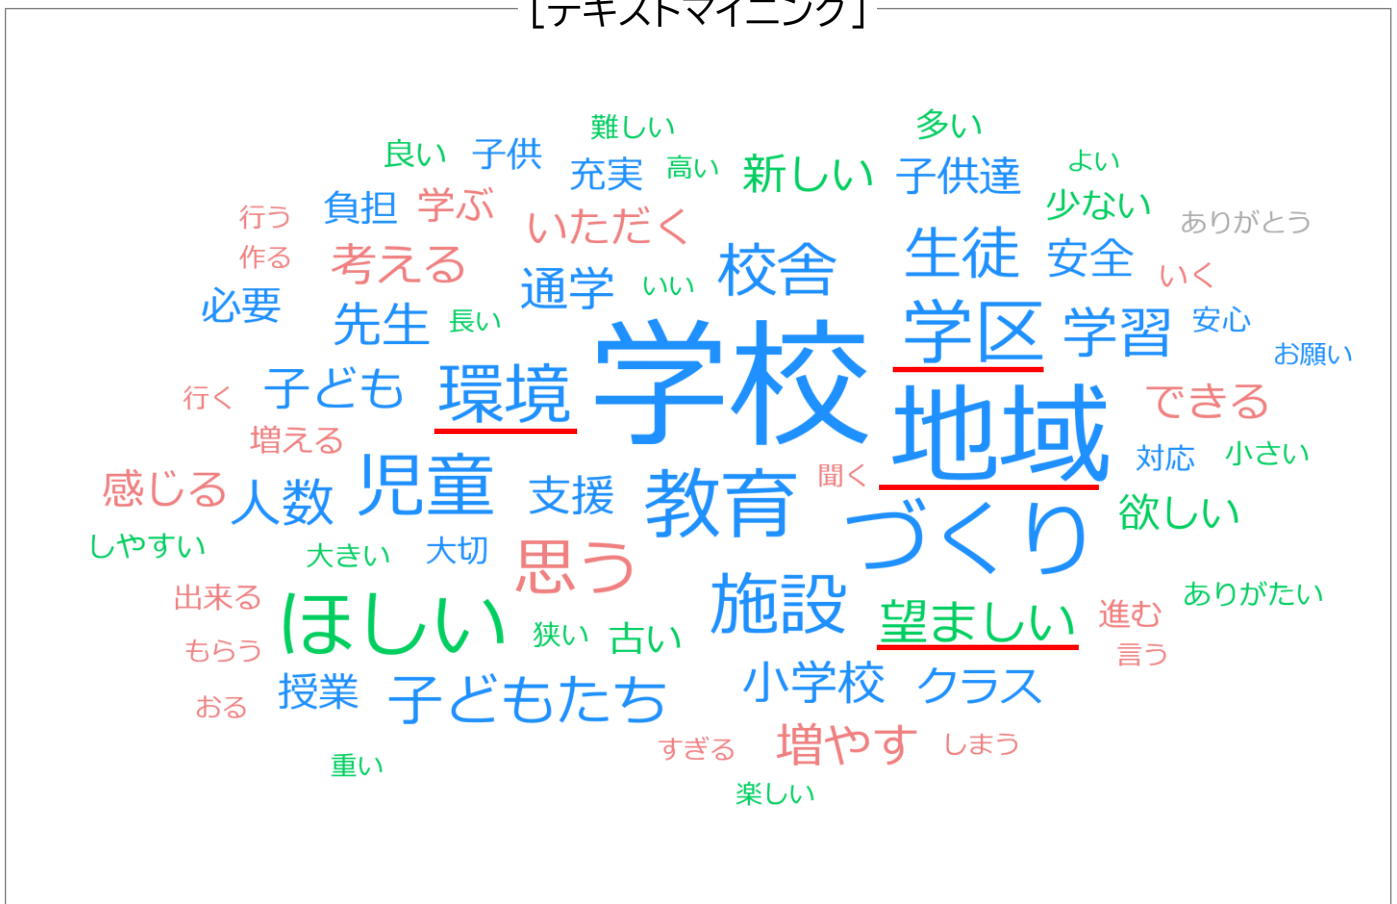 [テキストマイニング]
難しい
多い
良い 子供 充実 高い 新しい 子供達 よい
行う 負担 学ぶ いただく 少ない ありがとう
作る 考える 通学 いい 校舎 生徒 安全 いく
必要 先生 長い 学区 学習 安心
お願い
行く 子ども 環境 学校 地域 できる
増える 聞く 対応 小さい
感じる 人数 児童 支援 教育 づくり 欲しい
しやすい 大きい 大切 思う
出来る ほしい 施設 望ましい 進む ありがたい
もらう 狭い 古い 言う
おる 授業 子どもたち 小学校 クラス
重い すぎる 増やす しまう
楽しい